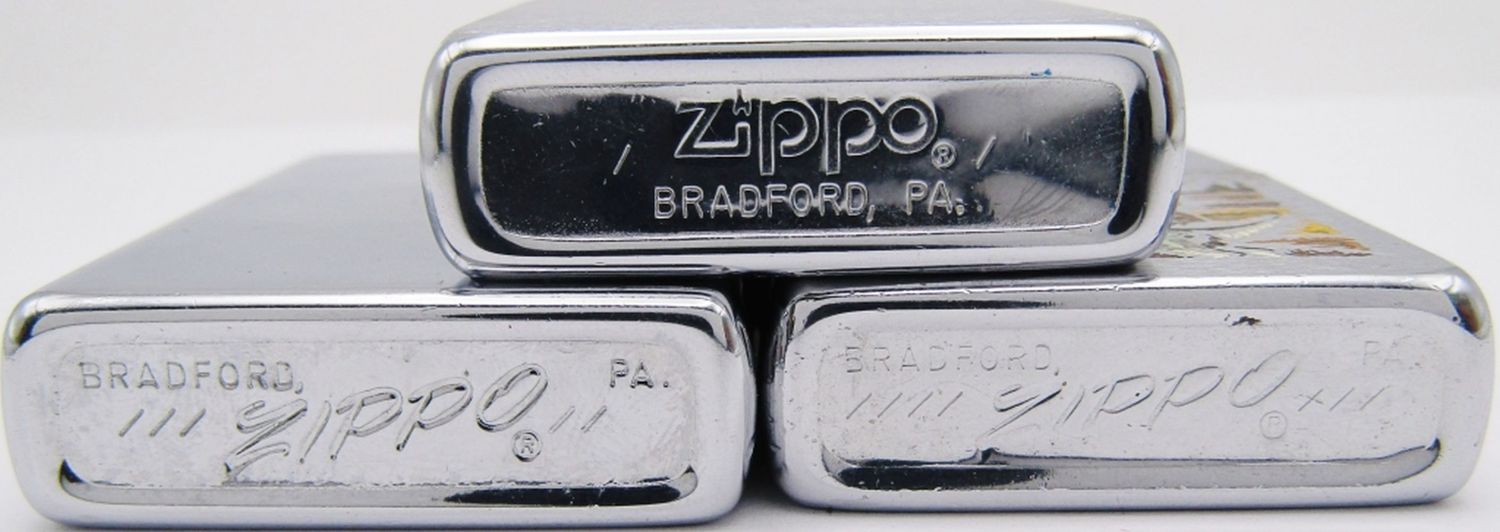 Zippo®
/ /
BRADFORD, PA.
BRADFORD, PA.
/// ZIPPO® //
BRADFORD, PA.
//// ZIPPO® //